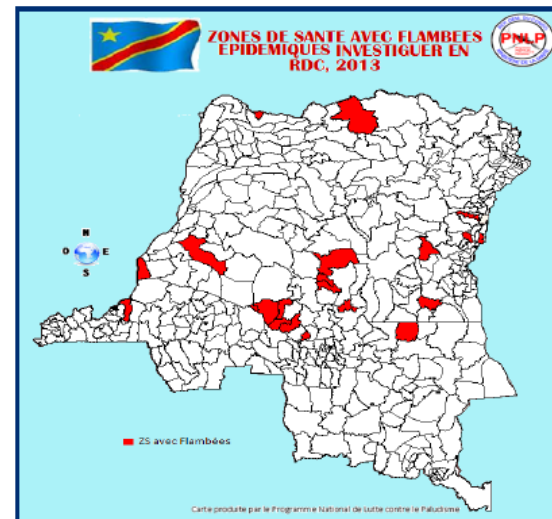 ZONES DE SANTE AVEC FLAMBEES
EPIDEMIQUES INVESTIGUER EN
RDC, 2013
PNLP
N
O E
S
ZS avec Flambées
Carte produite par le Programme National de Lutte contre le Paludisme